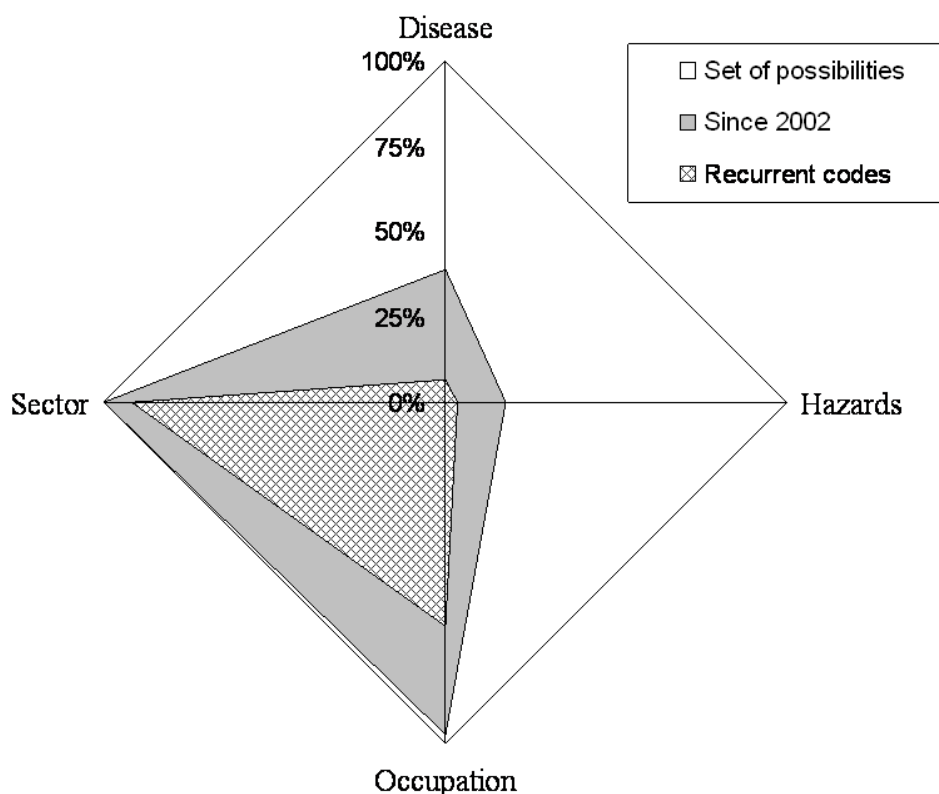 Disease
100%
75%
50%
25%
0%
Sector
Hazards
Occupation
Set of possibilities
Since 2002
Recurrent codes